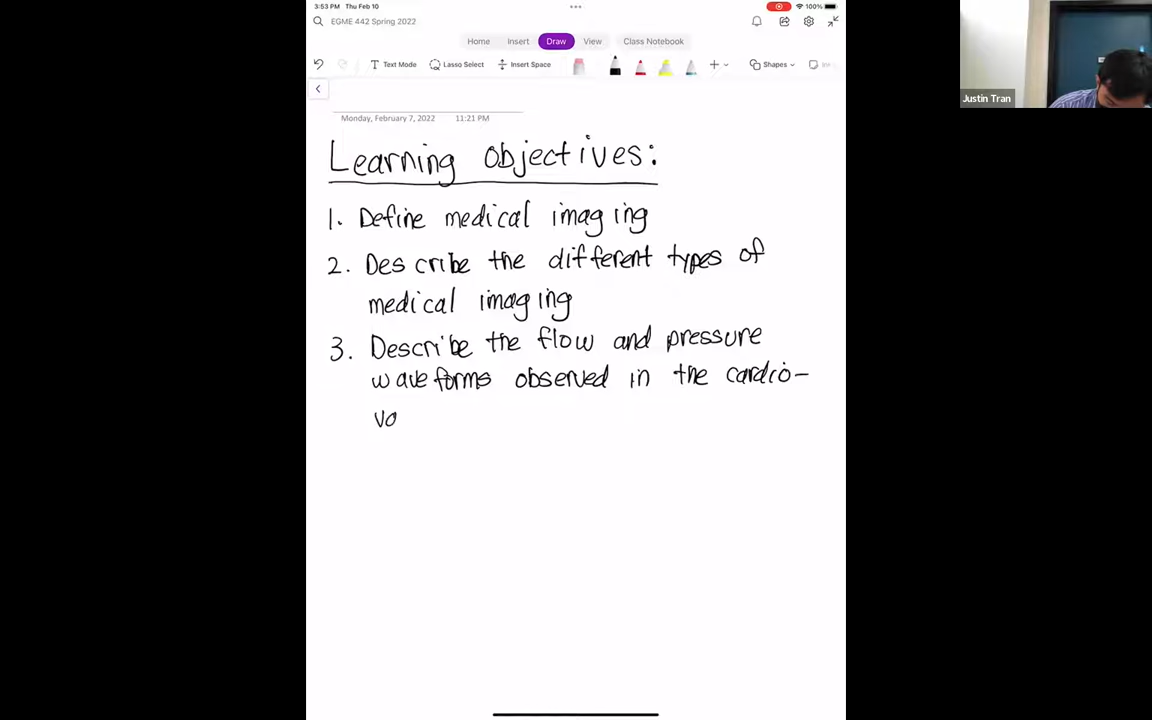 3:53 PM Thu Feb 10
100%
EGME 442 Spring 2022
Home Insert Draw View Class Notebook
Text Mode Lasso Select Insert Space Shapes
Monday, February 7, 2022 11:21 PM
Learning Objectives:
1. Define medical imaging
2. Describe the different types of
medical imaging
3. Describe the flow and pressure
waveforms observed in the cardio-
va
Justin Tran